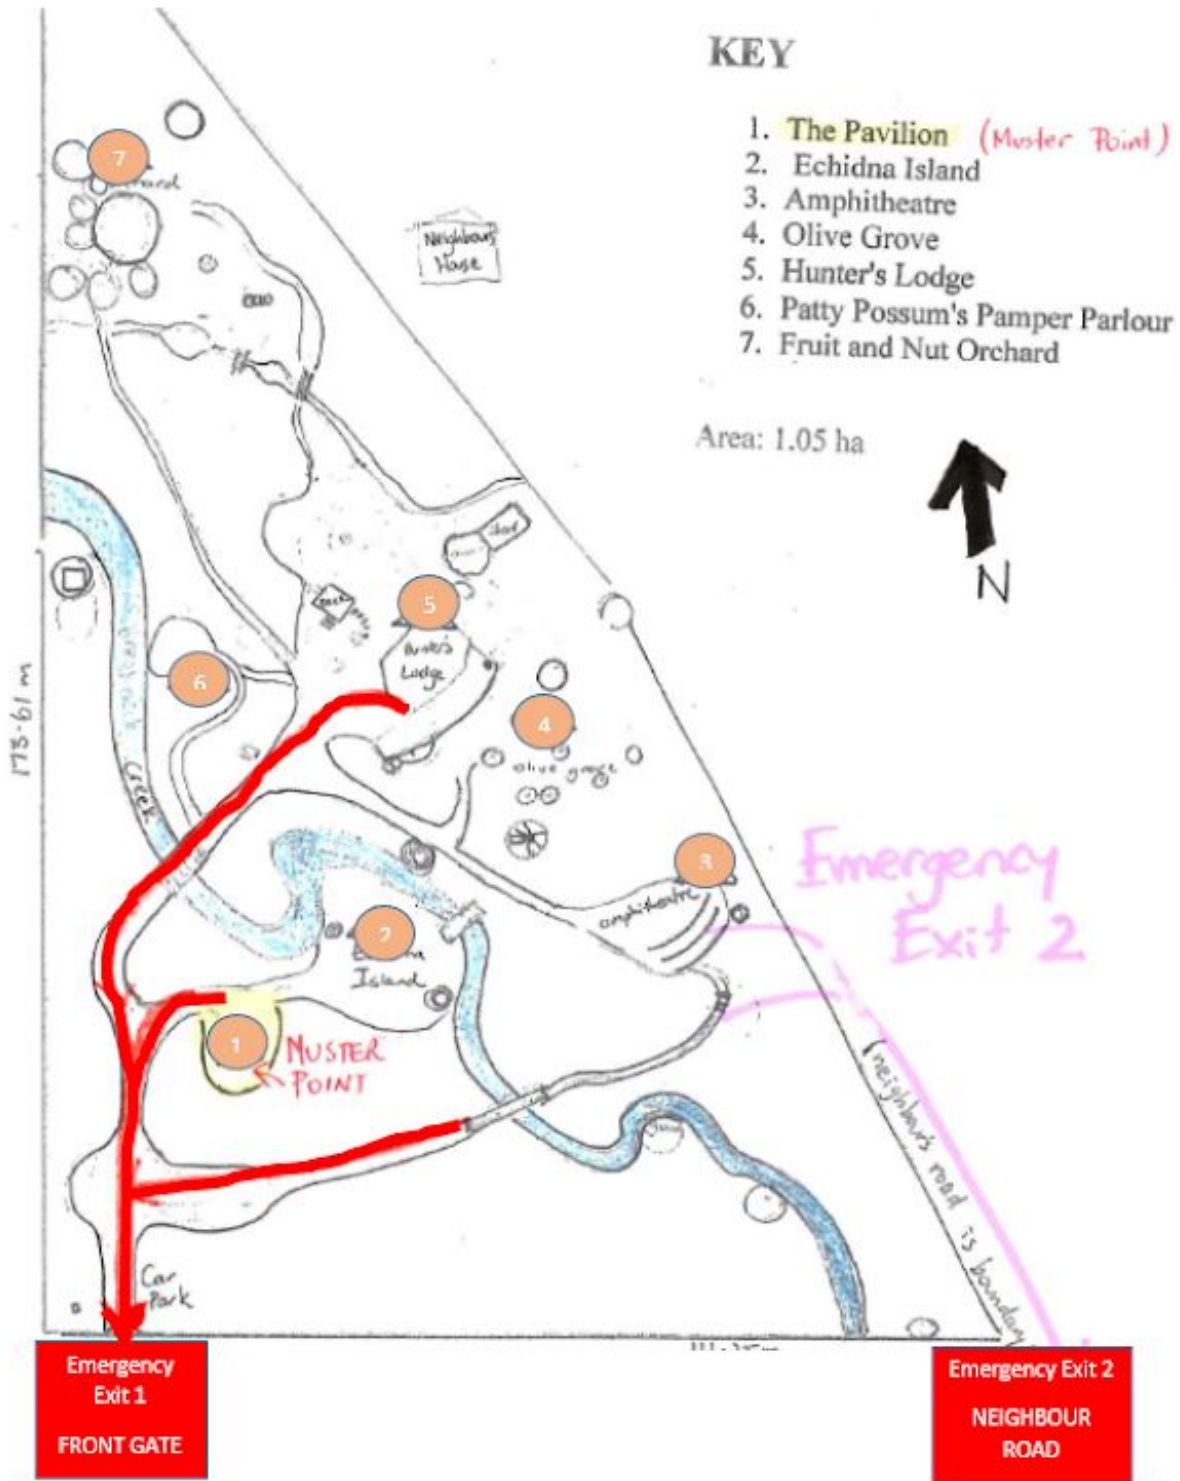 KEY
1. The Pavilion (Muster Point)
2. Echidna Island
3. Amphitheatre
4. Olive Grove
5. Hunter's Lodge
6. Patty Possum's Pamper Parlour
7. Fruit and Nut Orchard
Area: 1.05 ha
N
7
Neighbours
House
Shed
Deck
5
Hunter's
Lodge
6
4
olive grove
173.61 m
Creek
3
amphitheatre
Emergency
Exit 2
2
Island
1
MUSTER
POINT
(neighbours road is boundary)
Car
Park
Emergency
Exit 1
FRONT GATE
Emergency Exit 2
NEIGHBOUR
ROAD